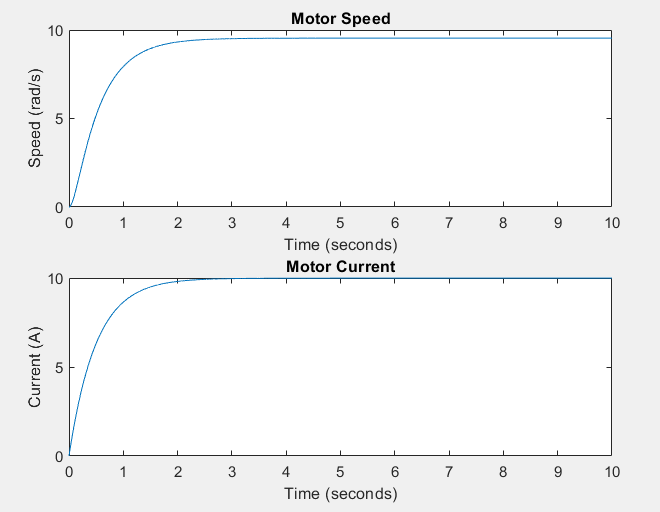 Motor Speed
10
5
0
Speed (rad/s)
0 1 2 3 4 5 6 7 8 9 10
Time (seconds)
Motor Current
10
5
0
Current (A)
0 1 2 3 4 5 6 7 8 9 10
Time (seconds)